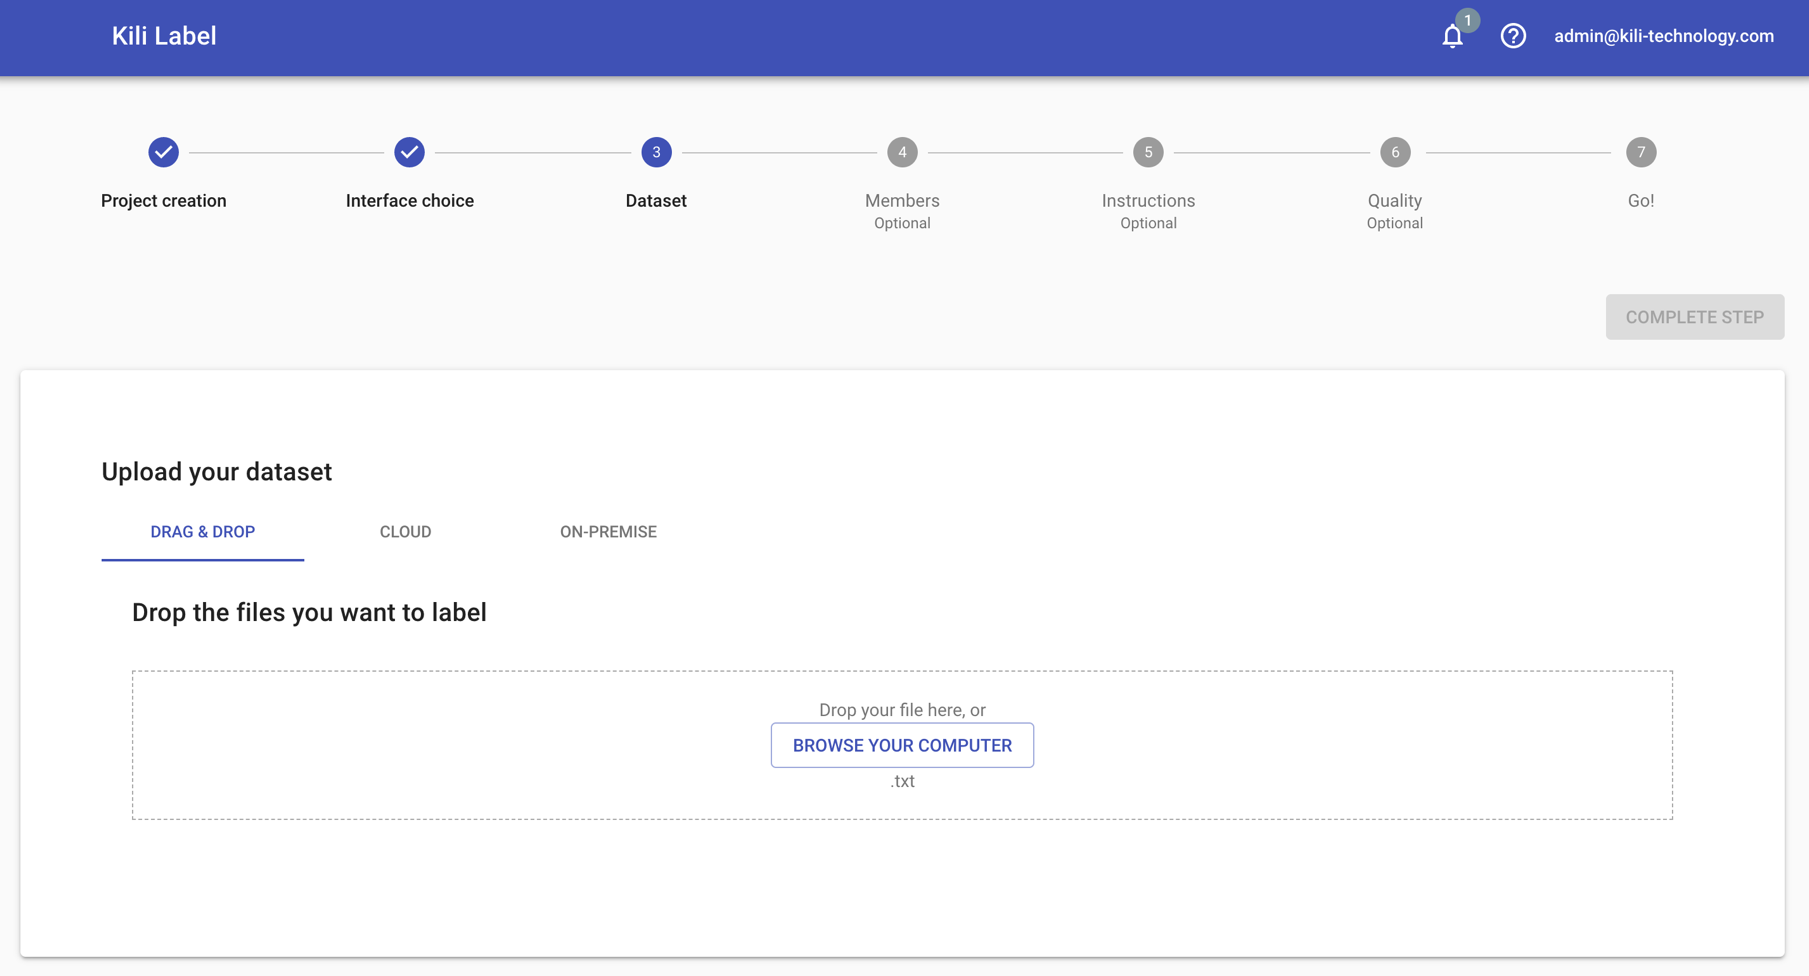 Kili Label
1
admin@kili-technology.com
3
4
5
6
7
Project creation
Interface choice
Dataset
Members
Optional
Instructions
Optional
Quality
Optional
Go!
COMPLETE STEP
Upload your dataset
DRAG & DROP
CLOUD
ON-PREMISE
Drop the files you want to label
Drop your file here, or
BROWSE YOUR COMPUTER
.txt